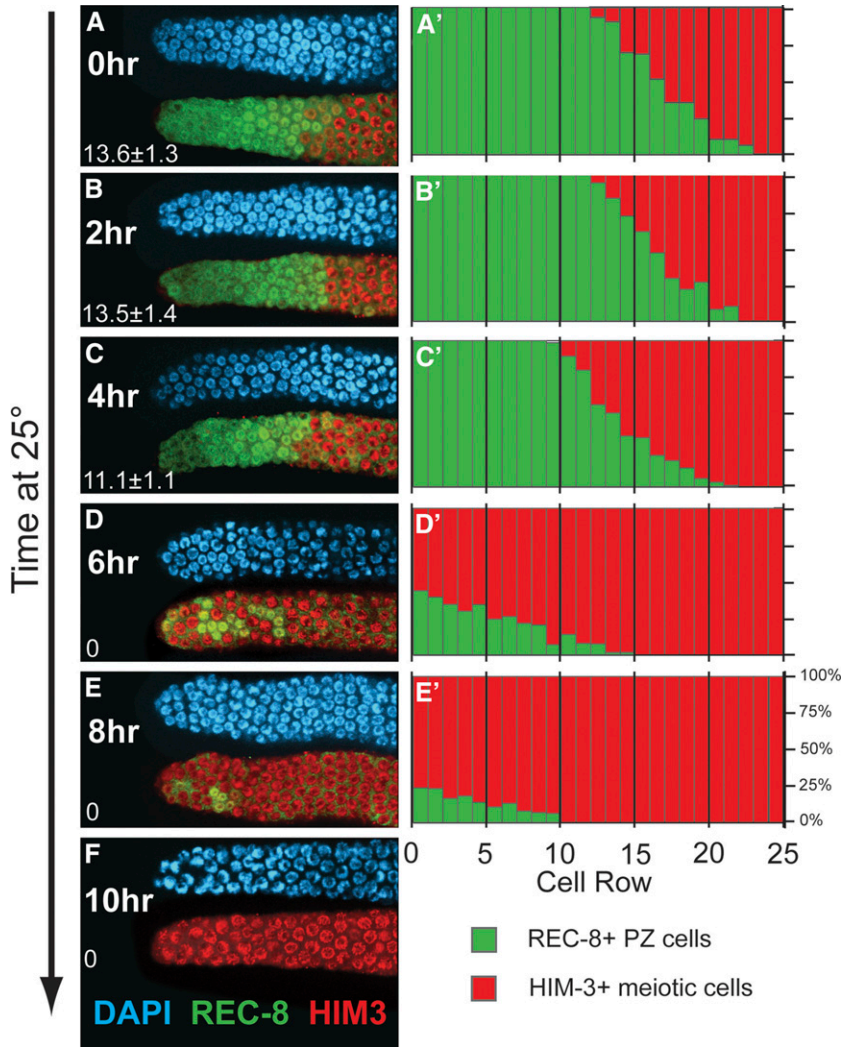 Time at 25°
A
0hr
13.6±1.3
A'
B
2hr
13.5±1.4
B'
C
4hr
11.1±1.1
C'
D
6hr
0
D'
E
8hr
0
E'
100%
75%
50%
25%
0%
F
10hr
0
DAPI REC-8 HIM3
0 5 10 15 20 25
Cell Row
REC-8+ PZ cells
HIM-3+ meiotic cells